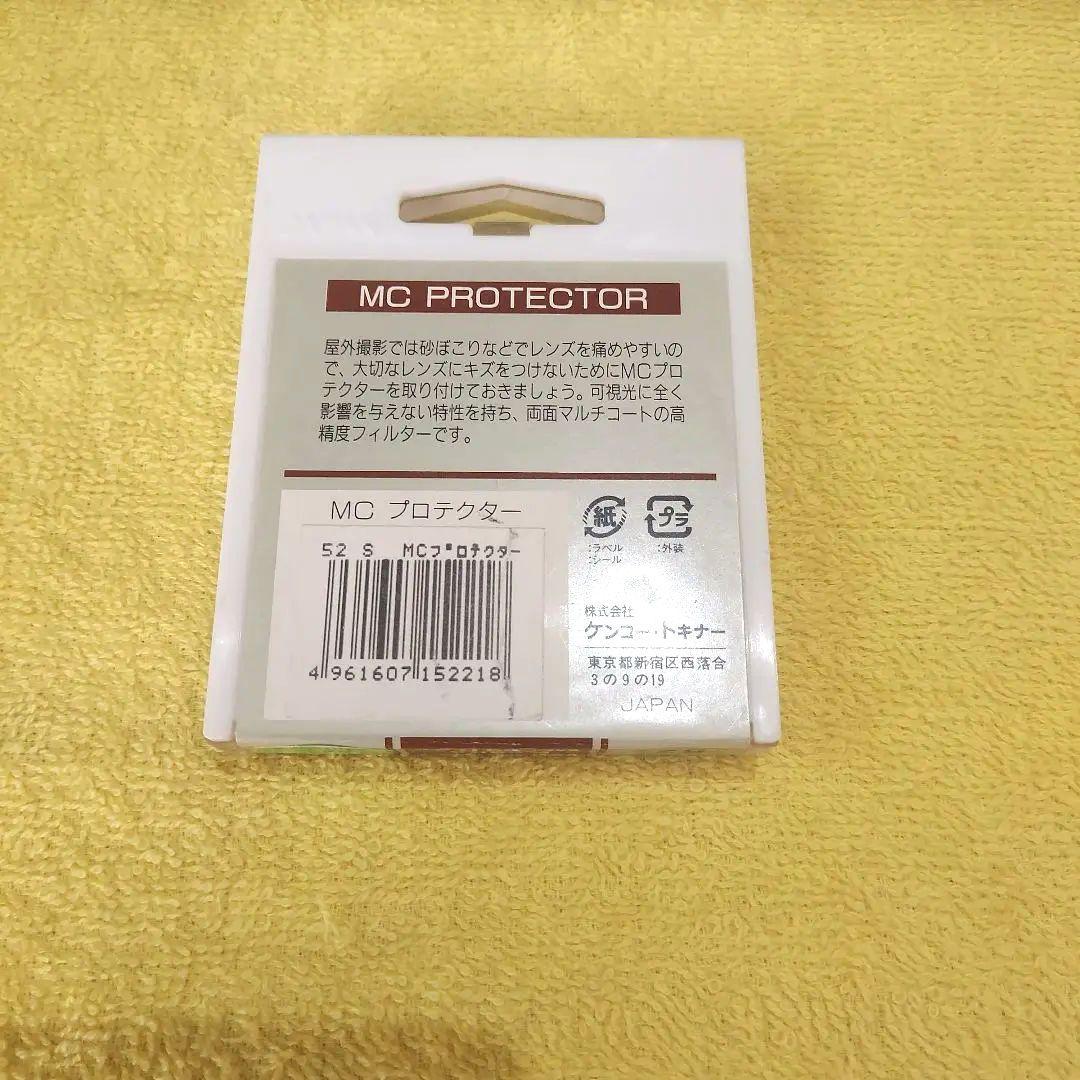 MC PROTECTOR
屋外撮影では砂ぼこりなどでレンズを痛めやすいの
で、大切なレンズにキズをつけないためにMCプロ
テクターを取り付けておきましょう。可視光に全く
影響を与えない特性を持ち、両面マルチコートの高
精度フィルターです。
MC プロテクター
52 S MCプロテクター
4961607152218
紙
:ラベル
:シール
プラ
:外装
株式会社
ケンコー・トキナー
東京都新宿区西落合
3の9の19
JAPAN